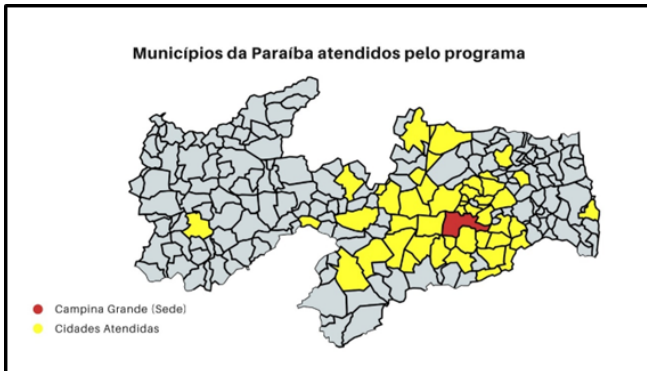 Municípios da Paraíba atendidos pelo programa
Campina Grande (Sede)
Cidades Atendidas